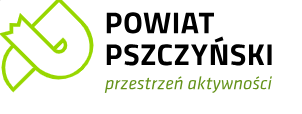 POWIAT
PSZCZYŃSKI
przestrzeń aktywności